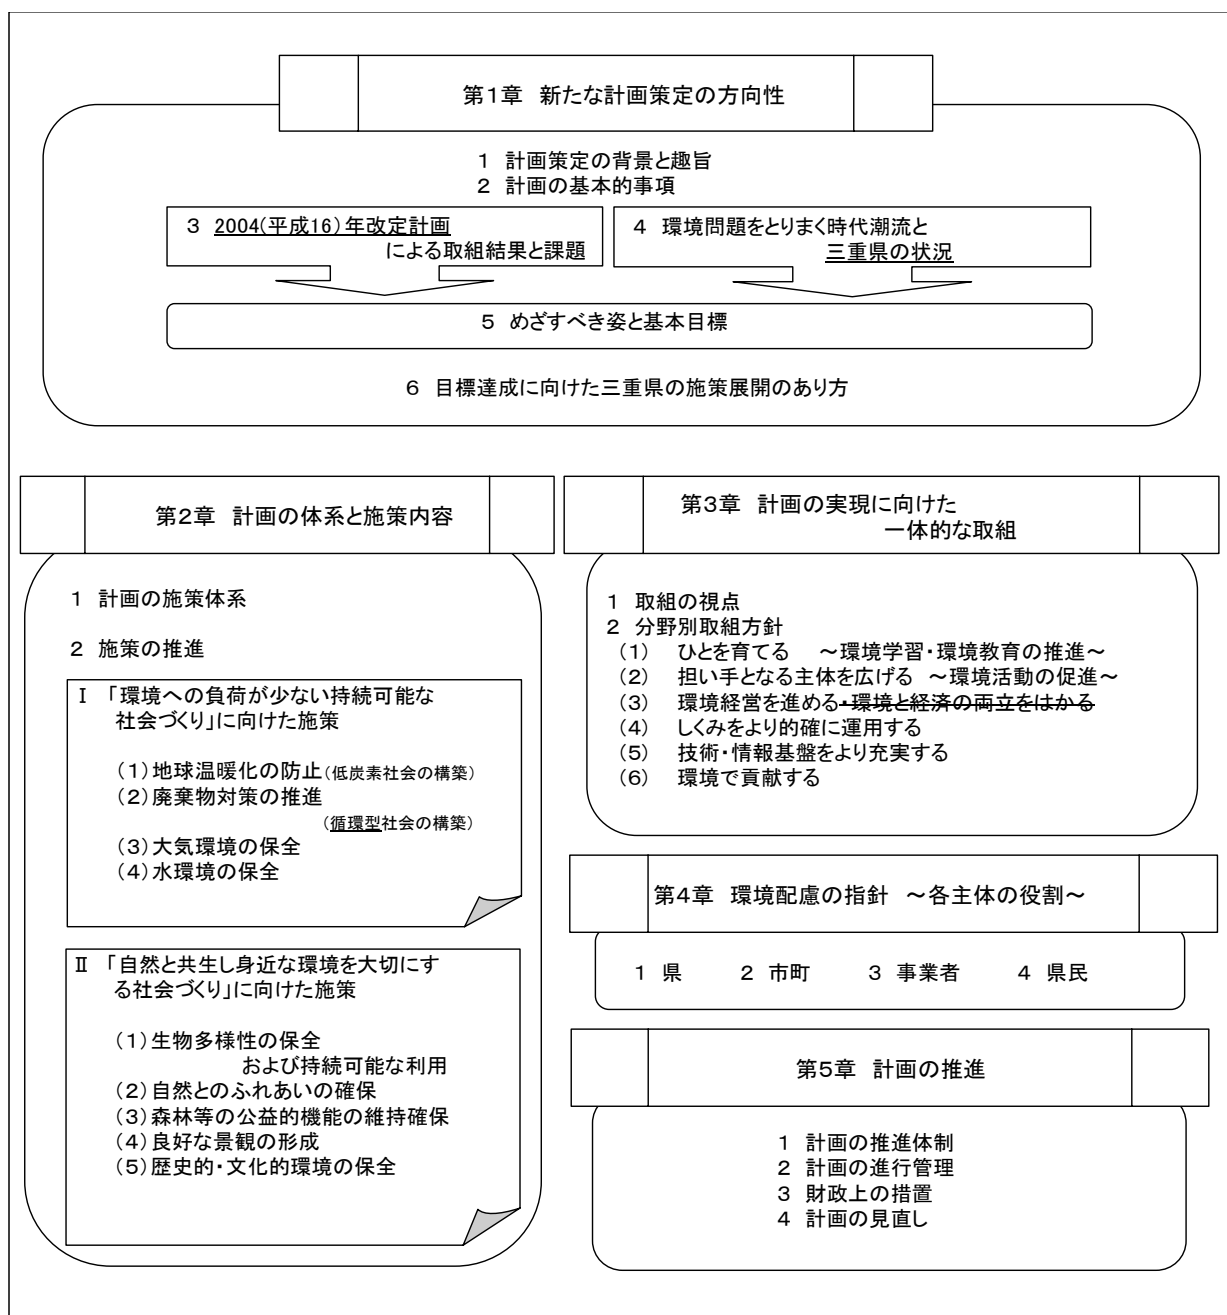 第1章 新たな計画策定の方向性
1 計画策定の背景と趣旨
2 計画の基本的事項
3 2004(平成16)年改定計画
による取組結果と課題
4 環境問題をとりまく時代潮流と
三重県の状況
5 めざすべき姿と基本目標
6 目標達成に向けた三重県の施策展開のあり方
第2章 計画の体系と施策内容
1 計画の施策体系
2 施策の推進
Ⅰ 「環境への負荷が少ない持続可能な
社会づくり」に向けた施策
(1)地球温暖化の防止(低炭素社会の構築)
(2)廃棄物対策の推進
(循環型社会の構築)
(3)大気環境の保全
(4)水環境の保全
Ⅱ 「自然と共生し身近な環境を大切にす
る社会づくり」に向けた施策
(1)生物多様性の保全
および持続可能な利用
(2)自然とのふれあいの確保
(3)森林等の公益的機能の維持確保
(4)良好な景観の形成
(5)歴史的・文化的環境の保全
第3章 計画の実現に向けた
一体的な取組
1 取組の視点
2 分野別取組方針
(1) ひとを育てる ~環境学習・環境教育の推進~
(2) 担い手となる主体を広げる ~環境活動の促進~
(3) 環境経営を進める・環境と経済の両立をはかる
(4) しくみをより的確に運用する
(5) 技術・情報基盤をより充実する
(6) 環境で貢献する
第4章 環境配慮の指針 ~各主体の役割~
1 県 2 市町 3 事業者 4 県民
第5章 計画の推進
1 計画の推進体制
2 計画の進行管理
3 財政上の措置
4 計画の見直し